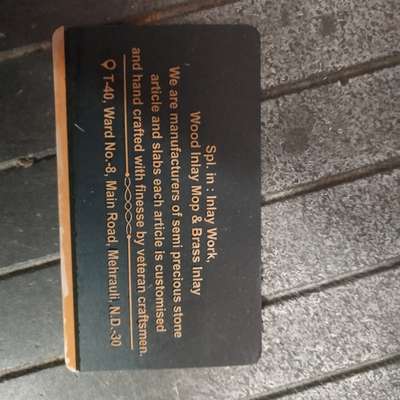 Spl. in : Inlay Work,
Wood Inlay Mop & Brass Inlay
We are manufacturers of semi precious stone
article and slabs each article is customised
and hand crafted with finesse by veteran craftsmen.
T-40, Ward No.-8, Main Road, Mehrauli, N.D.-30